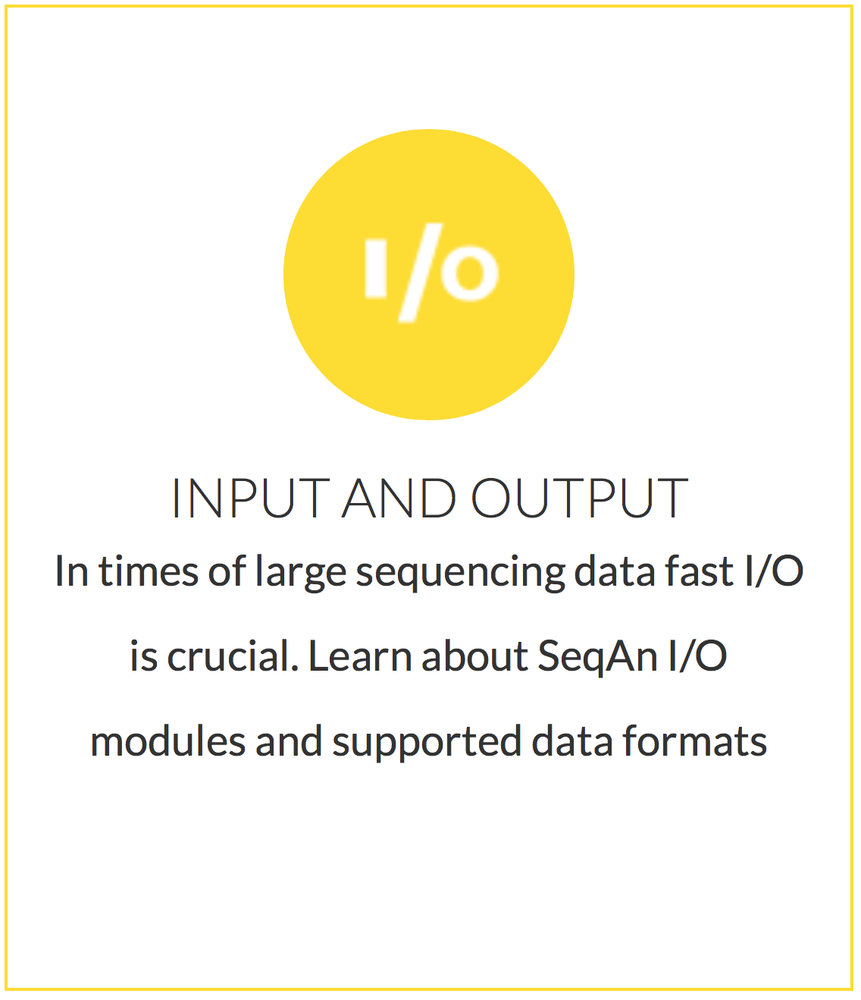 I/O
INPUT AND OUTPUT
In times of large sequencing data fast I/O
is crucial. Learn about SeqAn I/O
modules and supported data formats